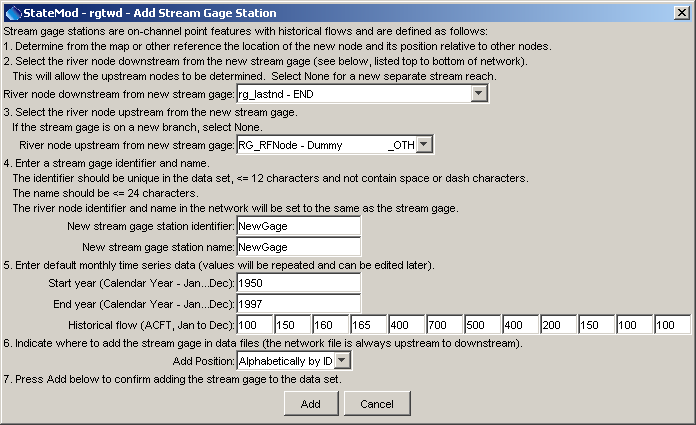 StateMod - rgtwd - Add Stream Gage Station
Stream gage stations are on-channel point features with historical flows and are defined as follows:
1. Determine from the map or other reference the location of the new node and its position relative to other nodes.
2. Select the river node downstream from the new stream gage (see below, listed top to bottom of network).
This will allow the upstream nodes to be determined. Select None for a new separate stream reach.
River node downstream from new stream gage: rg_lastnd - END
3. Select the river node upstream from the new stream gage.
If the stream gage is on a new branch, select None.
River node upstream from new stream gage: RG_RFNode - Dummy _OTH
4. Enter a stream gage identifier and name.
The identifier should be unique in the data set, <= 12 characters and not contain space or dash characters.
The name should be <= 24 characters.
The river node identifier and name in the network will be set to the same as the stream gage.
New stream gage station identifier: NewGage
New stream gage station name: NewGage
5. Enter default monthly time series data (values will be repeated and can be edited later).
Start year (Calendar Year - Jan...Dec): 1950
End year (Calendar Year - Jan...Dec): 1997
Historical flow (ACFT, Jan to Dec): 100 150 160 165 400 700 500 400 200 150 100 100
6. Indicate where to add the stream gage in data files (the network file is always upstream to downstream).
Add Position: Alphabetically by ID
7. Press Add below to confirm adding the stream gage to the data set.
Add Cancel